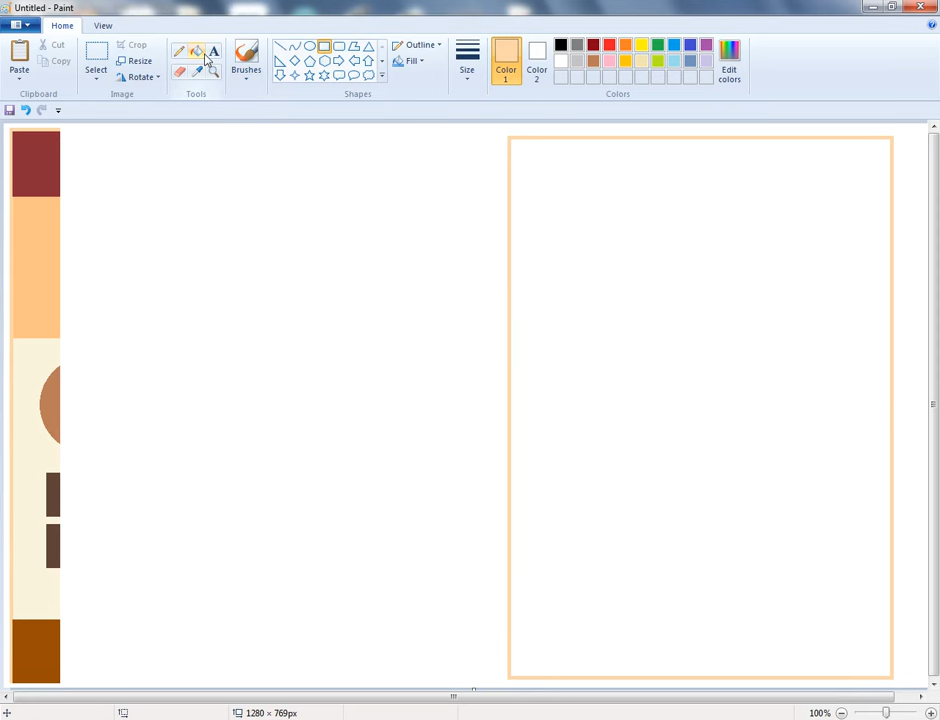 Untitled - Paint
Home View
Paste
Cut
Copy
Clipboard
Select
Crop
Resize
Rotate
Image
A
Tools
Brushes
Outline
Fill
Shapes
Size
Color 1
Color 2
Edit colors
Colors
1280 × 769px
100%